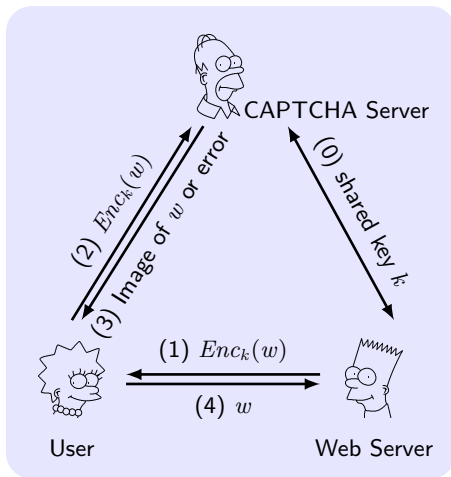 CAPTCHA Server
(0) shared key k
(2) Enc_k(w)
(3) Image of w or error
(1) Enc_k(w)
(4) w
User
Web Server